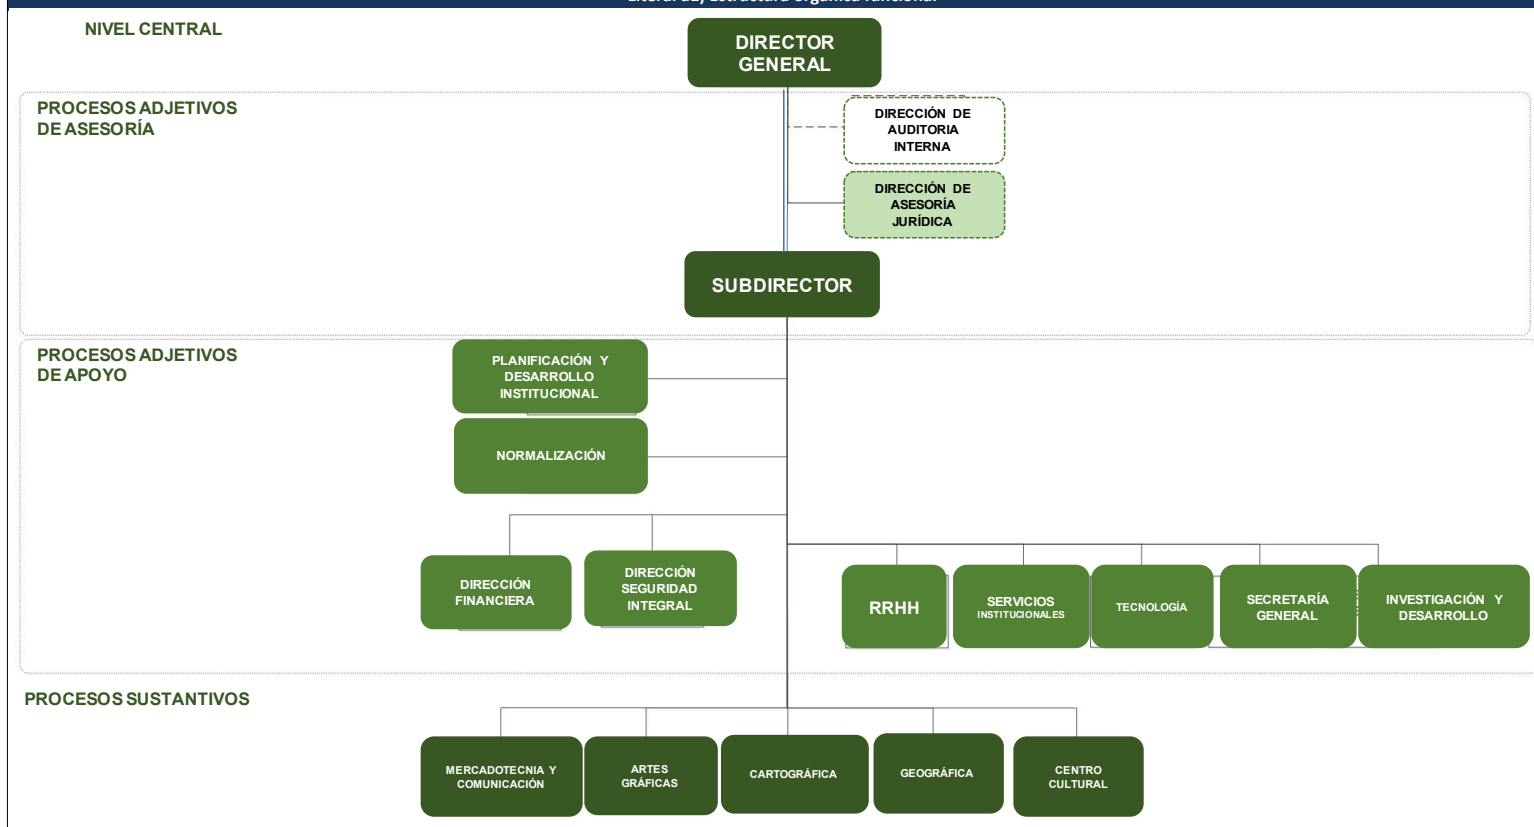 NIVEL CENTRAL
DIRECTOR
GENERAL
PROCESOS ADJETIVOS
DE ASESORÍA
DIRECCIÓN DE
AUDITORIA
INTERNA
DIRECCIÓN DE
ASESORÍA
JURÍDICA
SUBDIRECTOR
PROCESOS ADJETIVOS
DE APOYO
PLANIFICACIÓN Y
DESARROLLO
INSTITUCIONAL
NORMALIZACIÓN
DIRECCIÓN
FINANCIERA
DIRECCIÓN
SEGURIDAD
INTEGRAL
RRHH
SERVICIOS
INSTITUCIONALES
TECNOLOGÍA
SECRETARÍA
GENERAL
INVESTIGACIÓN Y
DESARROLLO
PROCESOS SUSTANTIVOS
MERCADOTECNIA Y
COMUNICACIÓN
ARTES
GRÁFICAS
CARTOGRÁFICA
GEOGRÁFICA
CENTRO
CULTURAL